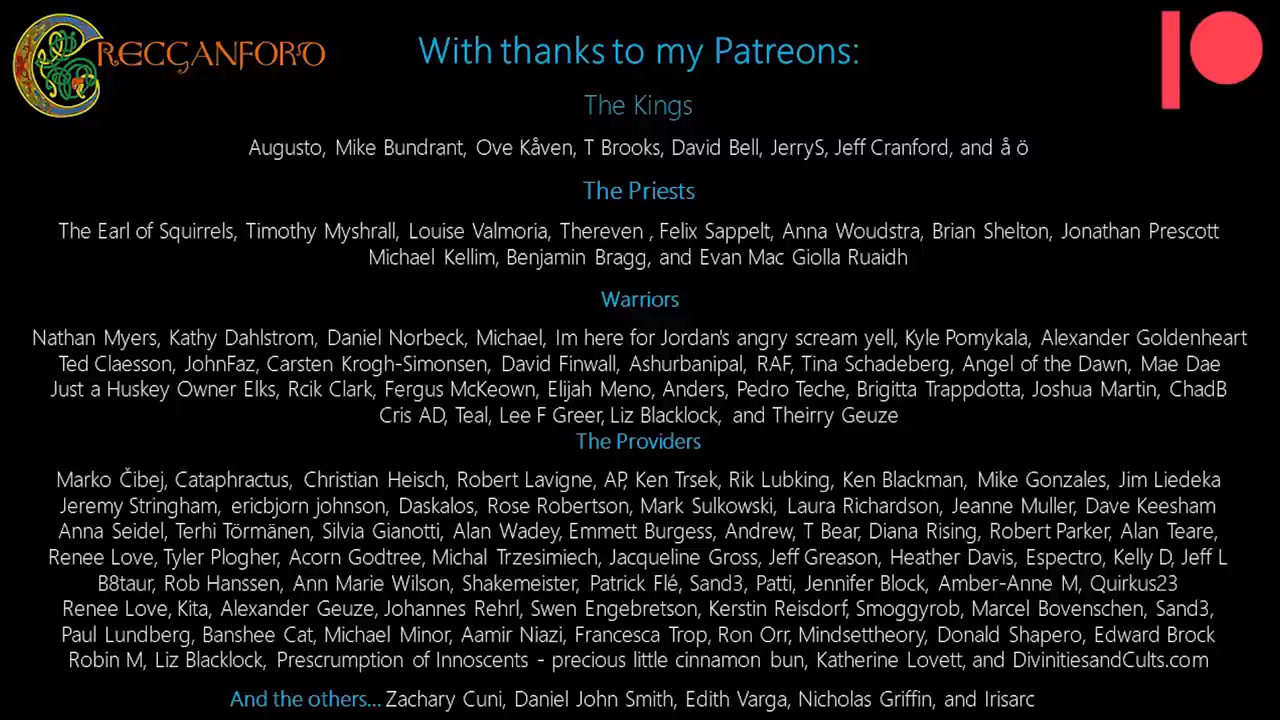 CRECGANFORD
With thanks to my Patreons:
The Kings
Augusto, Mike Bundrant, Ove Kåven, T Brooks, David Bell, JerryS, Jeff Cranford, and å ö
The Priests
The Earl of Squirrels, Timothy Myshrall, Louise Valmoria, Thereven , Felix Sappelt, Anna Woudstra, Brian Shelton, Jonathan Prescott
Michael Kellim, Benjamin Bragg, and Evan Mac Giolla Ruaidh
Warriors
Nathan Myers, Kathy Dahlstrom, Daniel Norbeck, Michael, Im here for Jordan's angry scream yell, Kyle Pomykala, Alexander Goldenheart
Ted Claesson, JohnFaz, Carsten Krogh-Simonsen, David Finwall, Ashurbanipal, RAF, Tina Schadeberg, Angel of the Dawn, Mae Dae
Just a Huskey Owner Elks, Rcik Clark, Fergus McKeown, Elijah Meno, Anders, Pedro Teche, Brigitta Trappdotta, Joshua Martin, ChadB
Cris AD, Teal, Lee F Greer, Liz Blacklock, and Theirry Geuze
The Providers
Marko Čibej, Cataphractus, Christian Heisch, Robert Lavigne, AP, Ken Trsek, Rik Lubking, Ken Blackman, Mike Gonzales, Jim Liedeka
Jeremy Stringham, ericbjorn johnson, Daskalos, Rose Robertson, Mark Sulkowski, Laura Richardson, Jeanne Muller, Dave Keesham
Anna Seidel, Terhi Törmänen, Silvia Gianotti, Alan Wadey, Emmett Burgess, Andrew, T Bear, Diana Rising, Robert Parker, Alan Teare,
Renee Love, Tyler Plogher, Acorn Godtree, Michal Trzesimiech, Jacqueline Gross, Jeff Greason, Heather Davis, Espectro, Kelly D, Jeff L
B8taur, Rob Hanssen, Ann Marie Wilson, Shakemeister, Patrick Flé, Sand3, Patti, Jennifer Block, Amber-Anne M, Quirkus23
Renee Love, Kita, Alexander Geuze, Johannes Rehrl, Swen Engebretson, Kerstin Reisdorf, Smoggyrob, Marcel Bovenschen, Sand3,
Paul Lundberg, Banshee Cat, Michael Minor, Aamir Niazi, Francesca Trop, Ron Orr, Mindsettheory, Donald Shapero, Edward Brock
Robin M, Liz Blacklock, Prescrumption of Innoscents - precious little cinnamon bun, Katherine Lovett, and DivinitiesandCults.com
And the others... Zachary Cuni, Daniel John Smith, Edith Varga, Nicholas Griffin, and Irisarc